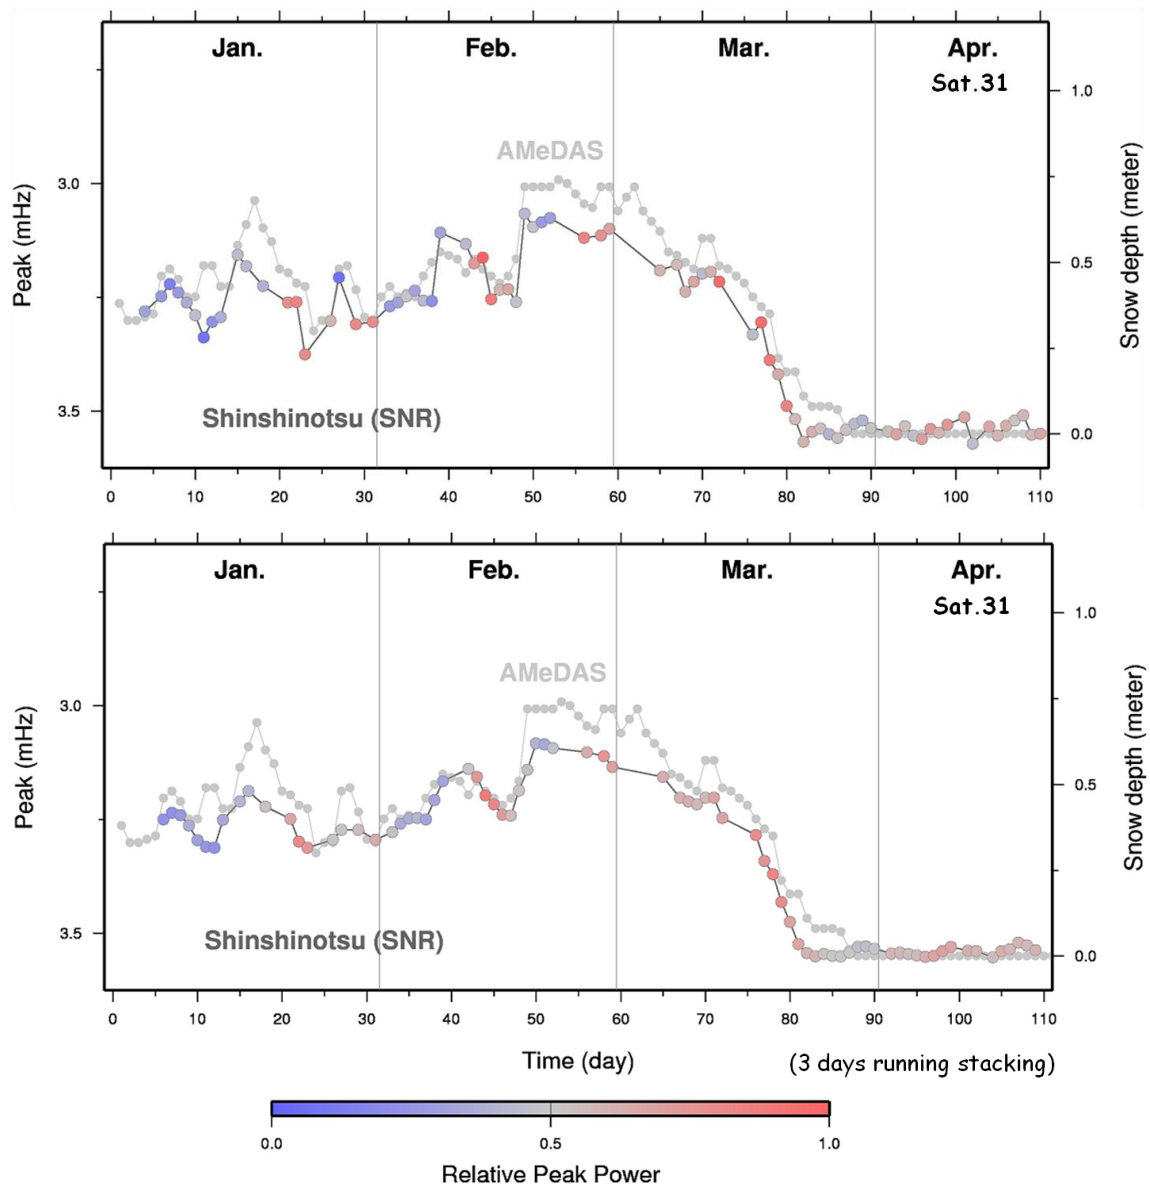 Jan. Feb. Mar. Apr.
Sat.31
AMeDAS
Shinshinotsu (SNR)
Peak (mHz)
3.0
3.5
Snow depth (meter)
1.0
0.5
0.0
0 10 20 30 40 50 60 70 80 90 100 110
Jan. Feb. Mar. Apr.
Sat.31
AMeDAS
Shinshinotsu (SNR)
Peak (mHz)
3.0
3.5
Snow depth (meter)
1.0
0.5
0.0
0 10 20 30 40 50 60 70 80 90 100 110
Time (day) (3 days running stacking)
0.0 0.5 1.0
Relative Peak Power